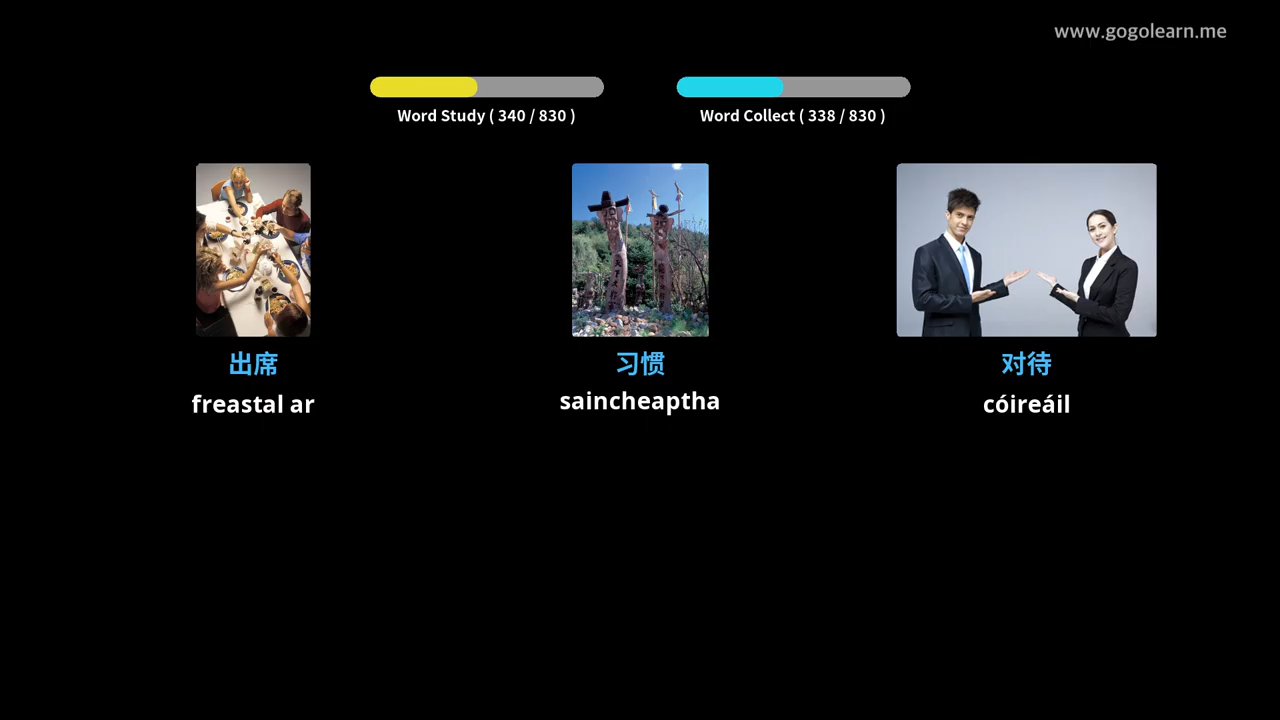 www.gogolearn.me
Word Study ( 340 / 830 )
Word Collect ( 338 / 830 )
出席
习惯
对待
freastal ar
saincheaptha
cóireáil